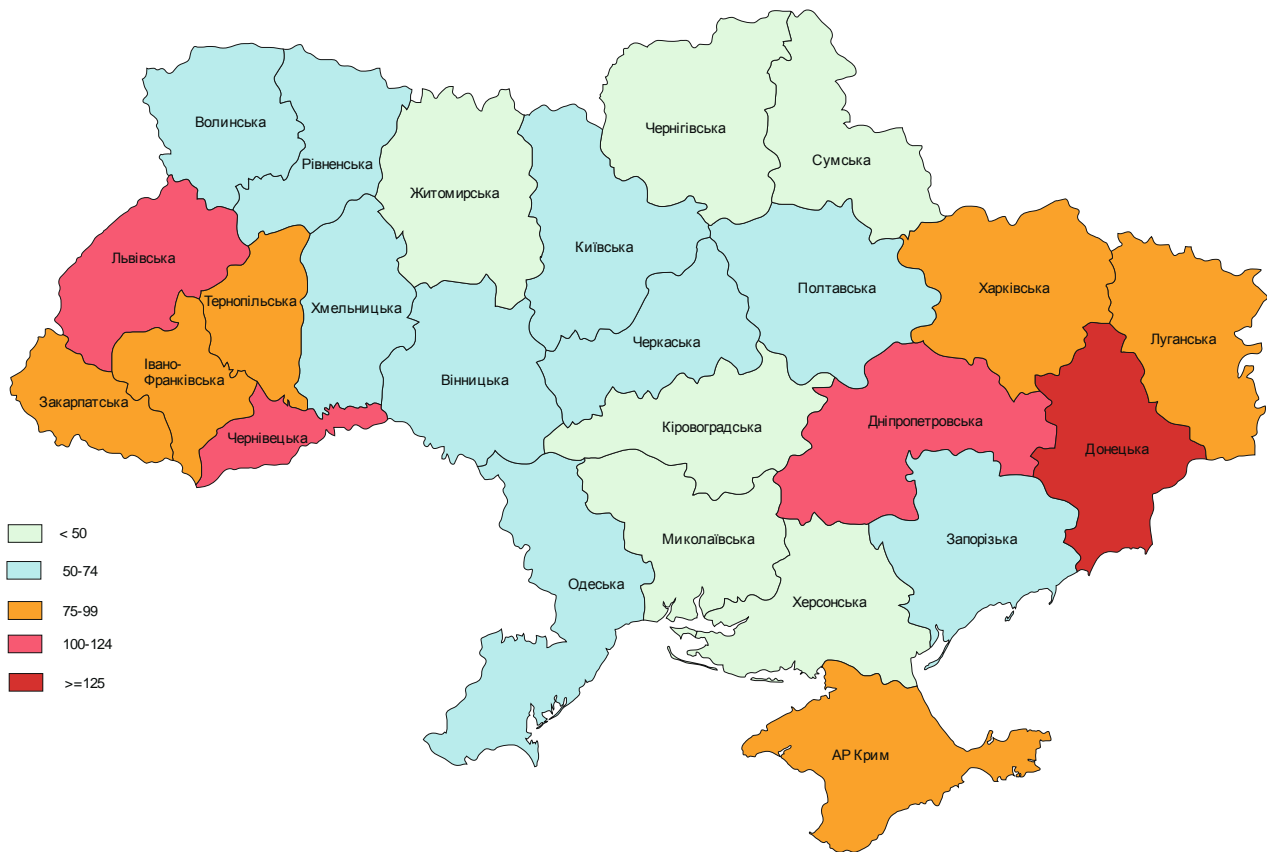 Волинська
Рівненська
Житомирська
Чернігівська
Сумська
Львівська
Тернопільська
Хмельницька
Київська
Полтавська
Харківська
Луганська
Закарпатська
Івано-
Франківська
Чернівецька
Вінницька
Черкаська
Кіровоградська
Дніпропетровська
Донецька
Одеська
Миколаївська
Херсонська
Запорізька
АР Крим
< 50
50-74
75-99
100-124
>=125